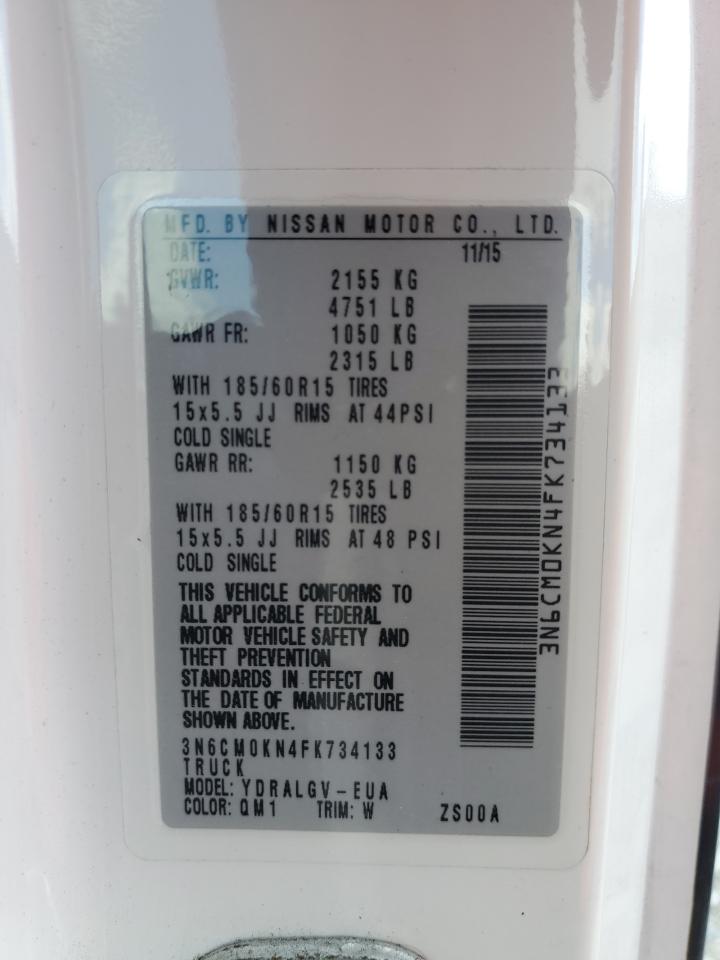 MFD. BY NISSAN MOTOR CO., LTD.
DATE: 11/15
GVWR: 2155 KG
4751 LB
GAWR FR: 1050 KG
2315 LB
WITH 185/60R15 TIRES
15x5.5 JJ RIMS AT 44PSI
COLD SINGLE
GAWR RR: 1150 KG
2535 LB
WITH 185/60R15 TIRES
15x5.5 JJ RIMS AT 48 PSI
COLD SINGLE
THIS VEHICLE CONFORMS TO
ALL APPLICABLE FEDERAL
MOTOR VEHICLE SAFETY AND
THEFT PREVENTION
STANDARDS IN EFFECT ON
THE DATE OF MANUFACTURE
SHOWN ABOVE.
3N6CM0KN4FK734133
TRUCK
MODEL: YDRALGV-EUA
COLOR: QM1 TRIM: W ZS00A
3N6CM0KN4FK734133